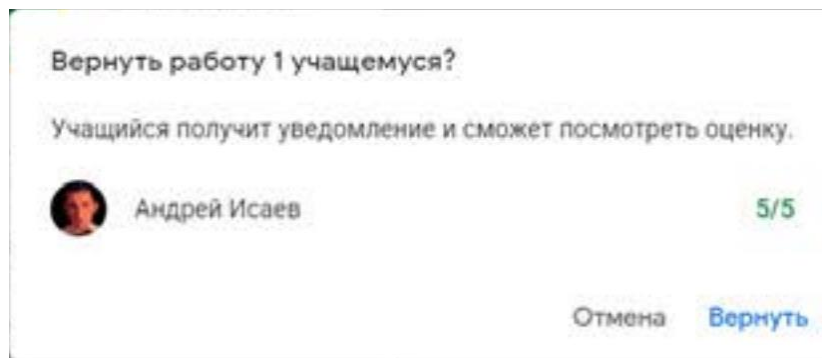 Вернуть работу 1 учащемуся?
Учащийся получит уведомление и сможет посмотреть оценку.
Андрей Исаев 5/5
Отмена Вернуть